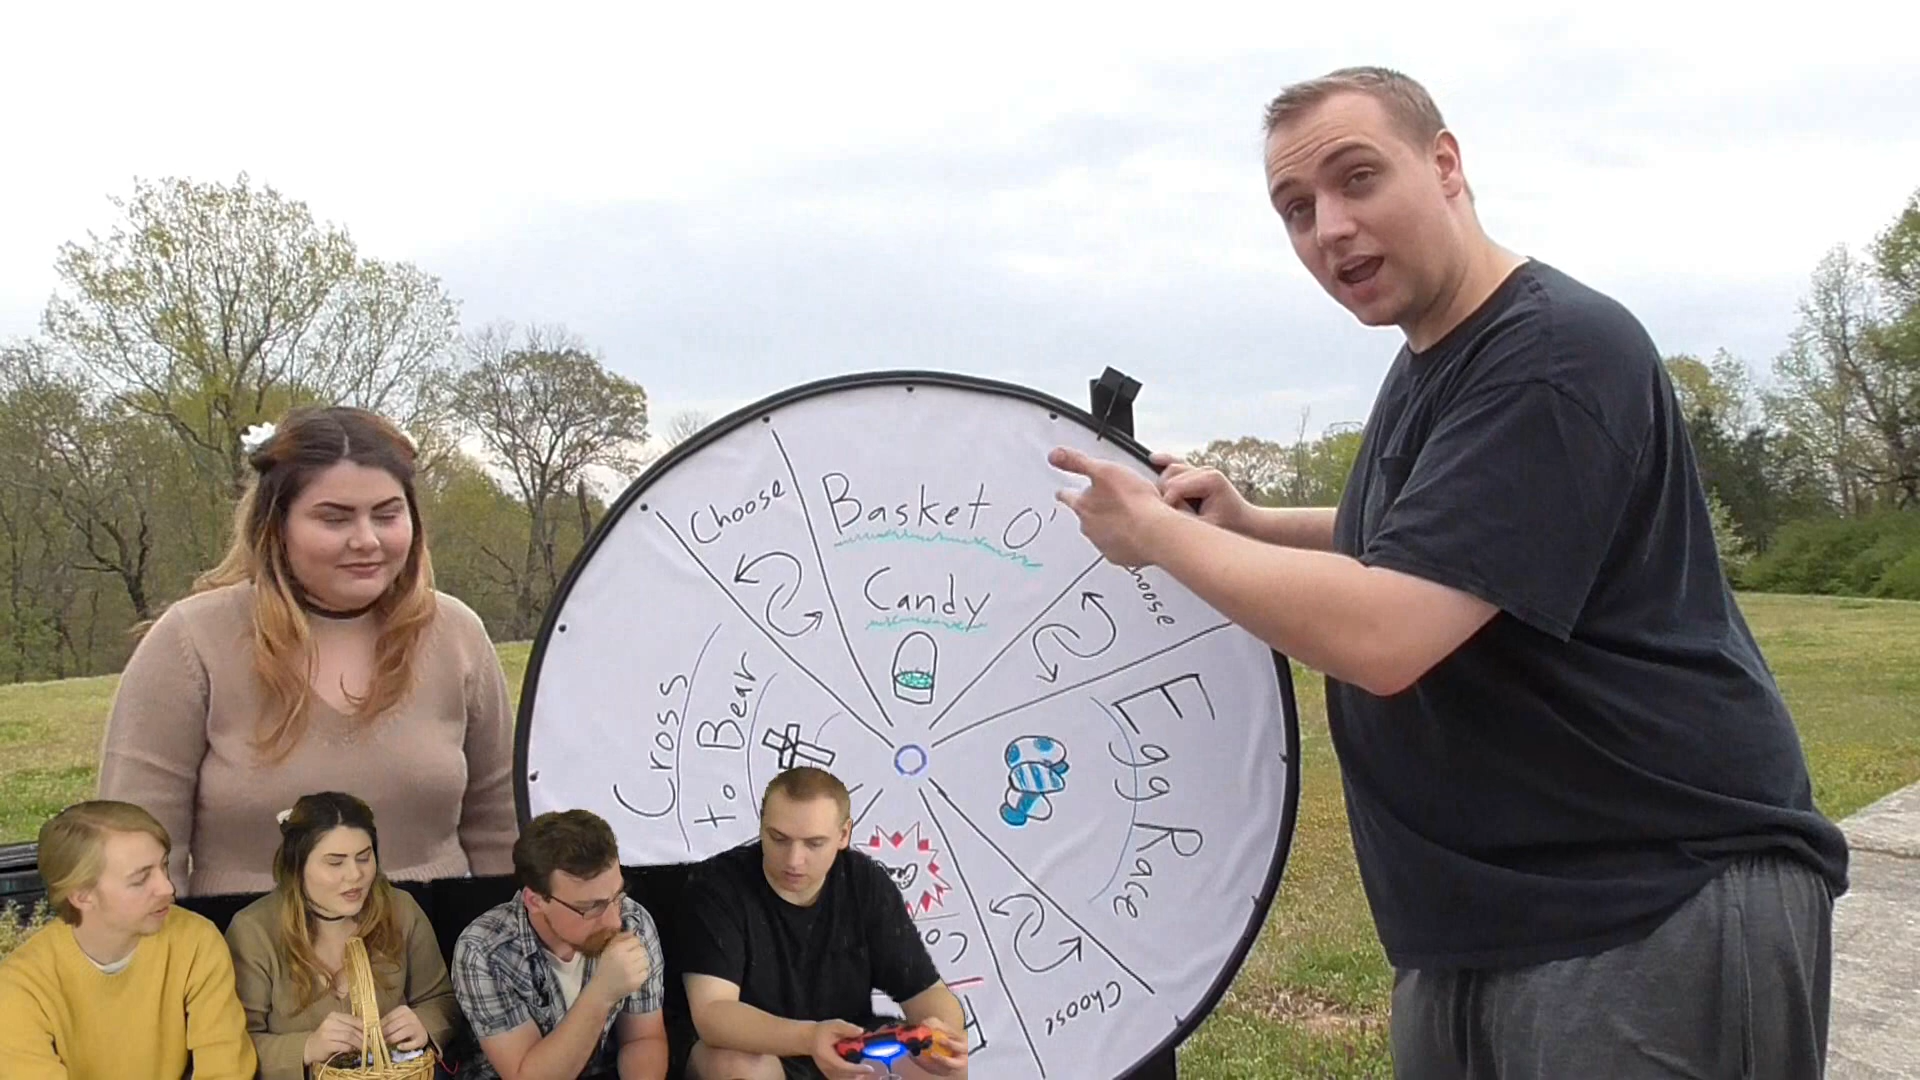 Choose
Basket O'
Candy
Choose
Cross
to Bear
Egg Race
Choose